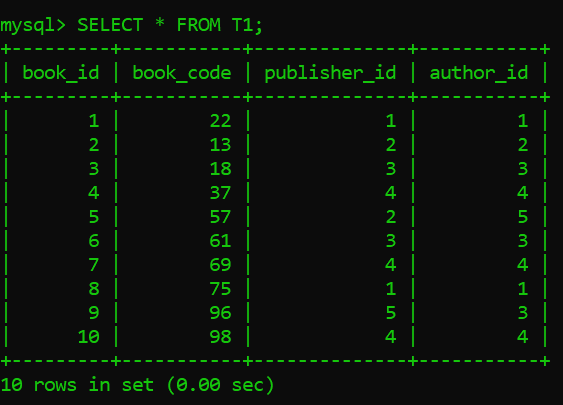 mysql> SELECT * FROM T1;
+---------+-----------+--------------+-----------+
| book_id | book_code | publisher_id | author_id |
+---------+-----------+--------------+-----------+
|       1 |        22 |            1 |         1 |
|       2 |        13 |            2 |         2 |
|       3 |        18 |            3 |         3 |
|       4 |        37 |            4 |         4 |
|       5 |        57 |            2 |         5 |
|       6 |        61 |            3 |         3 |
|       7 |        69 |            4 |         4 |
|       8 |        75 |            1 |         1 |
|       9 |        96 |            5 |         3 |
|      10 |        98 |            4 |         4 |
+---------+-----------+--------------+-----------+
10 rows in set (0.00 sec)